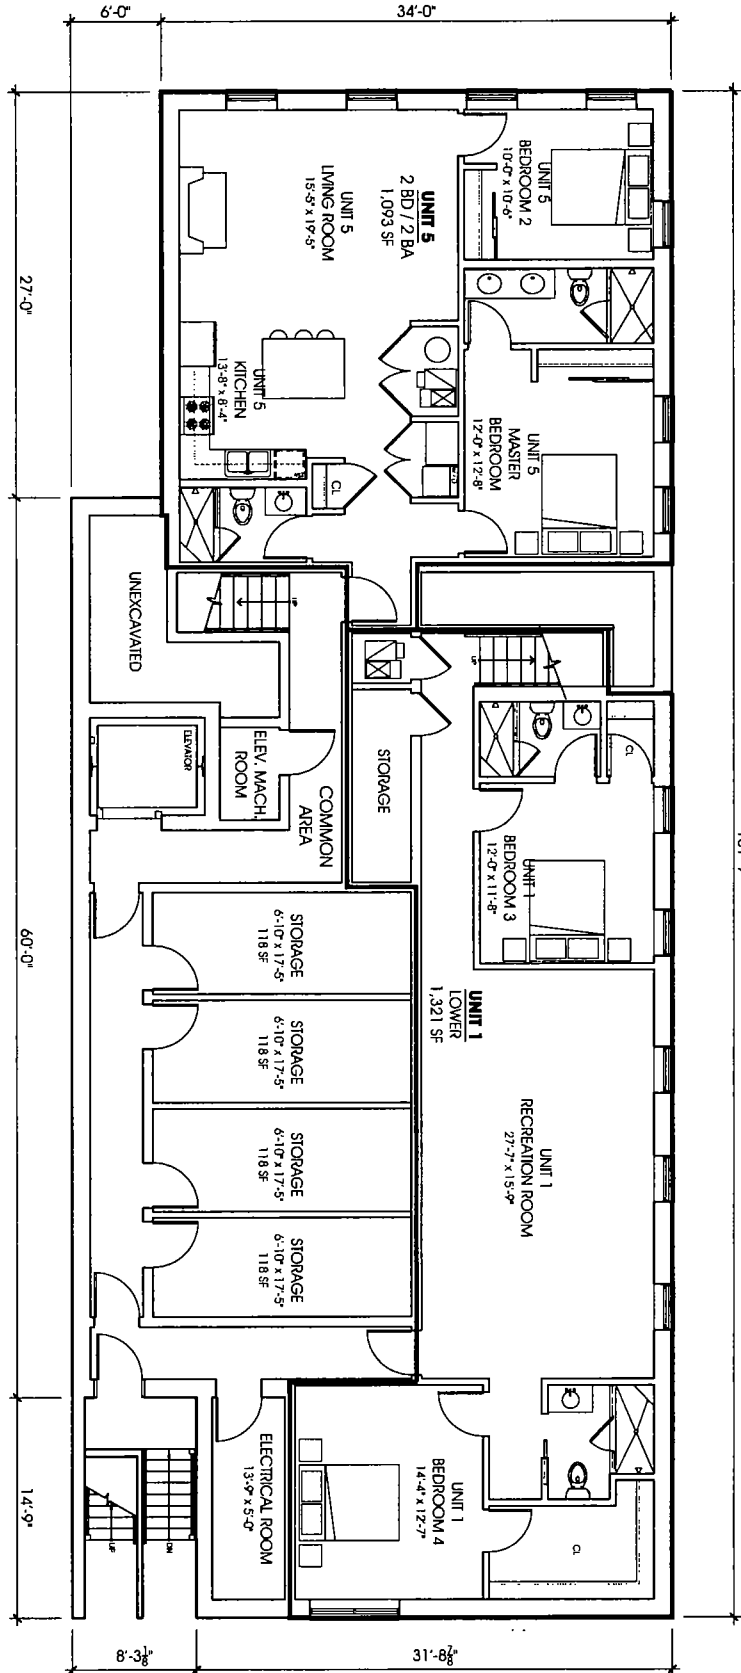 6'-0"
34'-0"
27'-0"
60'-0"
14'-9"
8'-3⅛"
31'-8⅞"
UNIT 5
2 BD / 2 BA
1,093 SF
UNIT 5
LIVING ROOM
15'-5" x 19'-6"
UNIT 5
BEDROOM 2
10'-0" x 10'-6"
UNIT 5
KITCHEN
13'-8" x 8'-4"
UNIT 5
MASTER
BEDROOM
12'-0" x 12'-8"
CL
UNEXCAVATED
UP
UP
ELEVATOR
ELEV. MACH.
ROOM
COMMON
AREA
STORAGE
CL
UNIT 1
BEDROOM 3
12'-0" x 11'-8"
UNIT 1
LOWER
1,321 SF
STORAGE
6'-10" x 17'-5"
118 SF
STORAGE
6'-10" x 17'-5"
118 SF
STORAGE
6'-10" x 17'-5"
118 SF
STORAGE
6'-10" x 17'-5"
118 SF
UNIT 1
RECREATION ROOM
27'-7" x 15'-9"
ELECTRICAL ROOM
13'-9" x 5'-0"
UNIT 1
BEDROOM 4
14'-4" x 12'-7"
CL
UP
DN